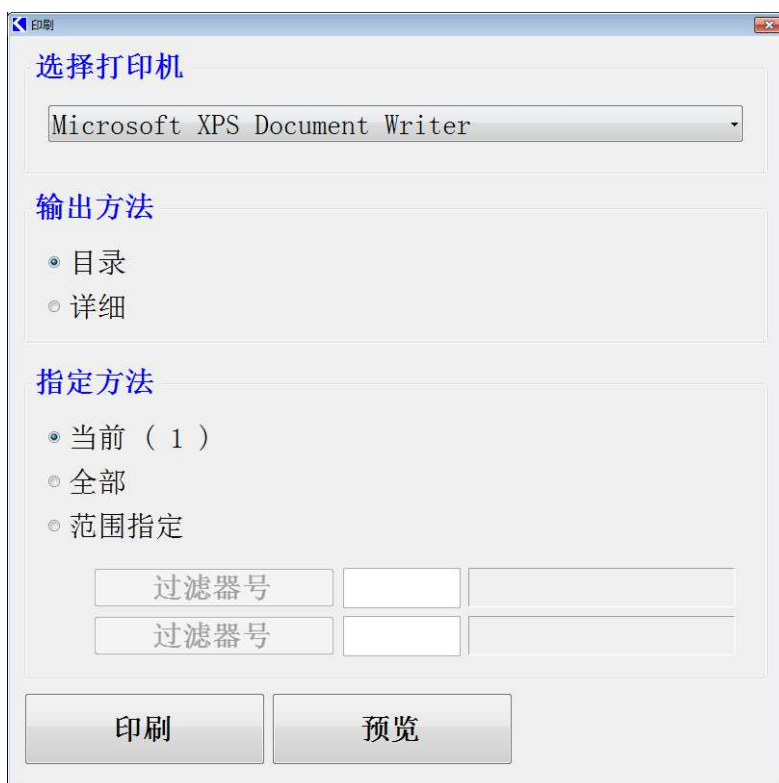 印刷
选择打印机
Microsoft XPS Document Writer
输出方法
目录
详细
指定方法
当前 ( 1 )
全部
范围指定
过滤器号
过滤器号
印刷 预览